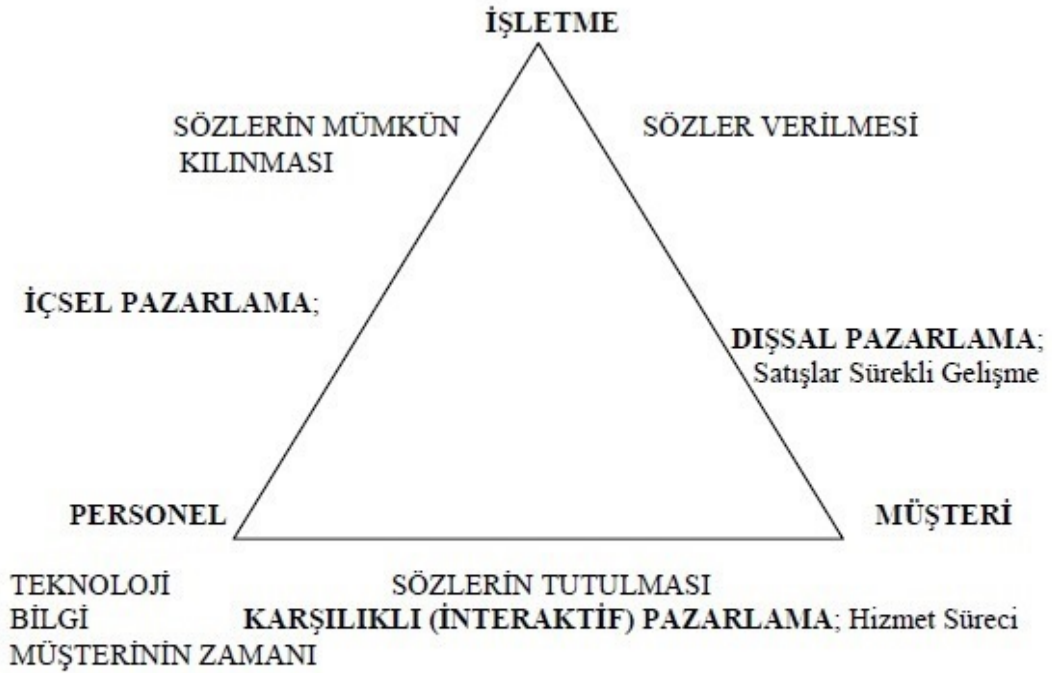 İŞLETME
SÖZLERİN MÜMKÜN
KILINMASI
SÖZLER VERİLMESİ
İÇSEL PAZARLAMA;
DIŞSAL PAZARLAMA;
Satışlar Sürekli Gelişme
PERSONEL
MÜŞTERİ
TEKNOLOJİ
SÖZLERİN TUTULMASI
BİLGİ
KARŞILIKLI (İNTERAKTİF) PAZARLAMA; Hizmet Süreci
MÜŞTERİNİN ZAMANI